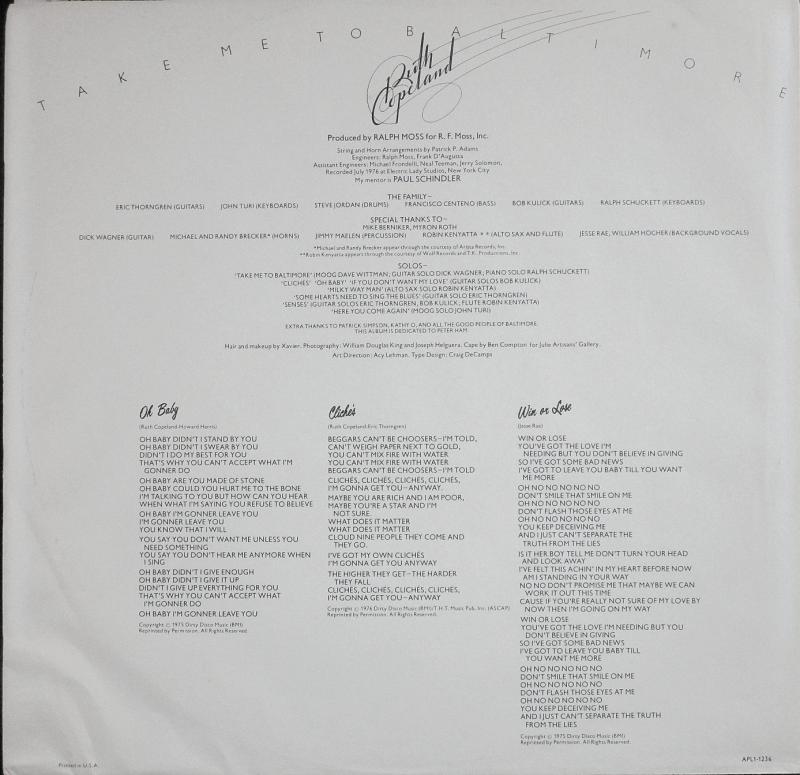 TAKE ME TO BALTIMORE
Ruth
Copeland
Produced by RALPH MOSS for R. F. Moss, Inc.
String and Horn Arrangements by Patrick P. Adams
Engineers: Ralph Moss, Frank D'Augusta
Assistant Engineers: Michael Frondelli, Neal Teeman, Jerry Solomon,
Recorded July 1976 at Electric Lady Studios, New York City
My mentor is PAUL SCHINDLER
THE FAMILY~
ERIC THORNGREN (GUITARS) JOHN TURI (KEYBOARDS) STEVE JORDAN (DRUMS) FRANCISCO CENTENO (BASS) BOB KULICK (GUITARS) RALPH SCHUCKETT (KEYBOARDS)
SPECIAL THANKS TO~
MIKE BERNIKER, MYRON ROTH
DICK WAGNER (GUITAR) MICHAEL AND RANDY BRECKER* (HORNS) JIMMY MAELEN (PERCUSSION) ROBIN KENYATTA ** (ALTO SAX AND FLUTE) JESSE RAE, WILLIAM HOCHER (BACKGROUND VOCALS)
*Michael and Randy Brecker appear through the courtesy of Arista Records, Inc.
**Robin Kenyatta appears through the courtesy of Wolf Records and T.K. Productions, Inc.
SOLOS~
'TAKE ME TO BALTIMORE' (MOOG DAVE WITTMAN; GUITAR SOLO DICK WAGNER; PIANO SOLO RALPH SCHUCKETT)
'CLICHÉS' 'OH BABY' 'IF YOU DON'T WANT MY LOVE' (GUITAR SOLOS BOB KULICK)
'MILKY WAY MAN' (ALTO SAX SOLO ROBIN KENYATTA)
'SOME HEARTS NEED TO SING THE BLUES' (GUITAR SOLO ERIC THORNGREN)
'SENSES' (GUITAR SOLOS ERIC THORNGREN, BOB KULICK; FLUTE ROBIN KENYATTA)
'HERE YOU COME AGAIN' (MOOG SOLO JOHN TURI)
EXTRA THANKS TO PATRICK SIMPSON, KATHY O, AND ALL THE GOOD PEOPLE OF BALTIMORE.
THIS ALBUM IS DEDICATED TO PETER HAM.
Hair and makeup by Xavier. Photography: William Douglas King and Joseph Helguera. Cape by Ben Compton for Julie Artisans' Gallery.
Art Direction: Acy Lehman. Type Design: Craig DeCamps
Oh Baby
(Ruth Copeland-Howard Harris)
OH BABY DIDN'T I STAND BY YOU
OH BABY DIDN'T I SWEAR BY YOU
DIDN'T I DO MY BEST FOR YOU
THAT'S WHY YOU CAN'T ACCEPT WHAT I'M
GONNER DO
OH BABY ARE YOU MADE OF STONE
OH BABY COULD YOU HURT ME TO THE BONE
I'M TALKING TO YOU BUT HOW CAN YOU HEAR
WHEN WHAT I'M SAYING YOU REFUSE TO BELIEVE
OH BABY I'M GONNER LEAVE YOU
I'M GONNER LEAVE YOU
YOU KNOW THAT I WILL
YOU SAY YOU DON'T WANT ME UNLESS YOU
NEED SOMETHING
YOU SAY YOU DON'T HEAR ME ANYMORE WHEN
I SING
OH BABY DIDN'T I GIVE ENOUGH
OH BABY DIDN'T I GIVE IT UP
DIDN'T I GIVE UP EVERYTHING FOR YOU
THAT'S WHY YOU CAN'T ACCEPT WHAT
I'M GONNER DO
OH BABY I'M GONNER LEAVE YOU
Copyright © 1975 Dirty Disco Music (BMI)
Reprinted by Permission. All Rights Reserved.
Clichés
(Ruth Copeland-Eric Thorngren)
BEGGARS CAN'T BE CHOOSERS—I'M TOLD,
CAN'T WEIGH PAPER NEXT TO GOLD,
YOU CAN'T MIX FIRE WITH WATER
YOU CAN'T MIX FIRE WITH WATER
BEGGARS CAN'T BE CHOOSERS—I'M TOLD
CLICHÉS, CLICHÉS, CLICHÉS, CLICHÉS,
I'M GONNA GET YOU—ANYWAY.
MAYBE YOU ARE RICH AND I AM POOR,
MAYBE YOU'RE A STAR AND I'M
NOT SURE.
WHAT DOES IT MATTER
WHAT DOES IT MATTER
CLOUD NINE PEOPLE THEY COME AND
THEY GO.
I'VE GOT MY OWN CLICHÉS
I'M GONNA GET YOU ANYWAY
THE HIGHER THEY GET—THE HARDER
THEY FALL
CLICHÉS, CLICHÉS, CLICHÉS, CLICHÉS,
I'M GONNA GET YOU—ANYWAY
Copyright © 1976 Dirty Disco Music (BMI)/T.H.T. Music Pub, Inc. (ASCAP)
Reprinted by Permission. All Rights Reserved.
Win or Lose
(Jesse Rae)
WIN OR LOSE
YOU'VE GOT THE LOVE I'M
NEEDING BUT YOU DON'T BELIEVE IN GIVING
SO I'VE GOT SOME BAD NEWS
I'VE GOT TO LEAVE YOU BABY TILL YOU WANT
ME MORE
OH NO NO NO NO NO
DON'T SMILE THAT SMILE ON ME
OH NO NO NO NO NO
DON'T FLASH THOSE EYES AT ME
OH NO NO NO NO NO
YOU KEEP DECEIVING ME
AND I JUST CAN'T SEPARATE THE
TRUTH FROM THE LIES
IS IT HER BOY TELL ME DON'T TURN YOUR HEAD
AND LOOK AWAY
I'VE FELT THIS ACHIN' IN MY HEART BEFORE NOW
AM I STANDING IN YOUR WAY
NO NO DON'T PROMISE ME THAT MAYBE WE CAN
WORK IT OUT THIS TIME
CAUSE IF YOU'RE REALLY NOT SURE OF MY LOVE BY
NOW THEN I'M GOING ON MY WAY
WIN OR LOSE
YOU'VE GOT THE LOVE I'M NEEDING BUT YOU
DON'T BELIEVE IN GIVING
SO I'VE GOT SOME BAD NEWS
I'VE GOT TO LEAVE YOU BABY TILL
YOU WANT ME MORE
OH NO NO NO NO NO
DON'T SMILE THAT SMILE ON ME
OH NO NO NO NO NO
DON'T FLASH THOSE EYES AT ME
OH NO NO NO NO NO
YOU KEEP DECEIVING ME
AND I JUST CAN'T SEPARATE THE TRUTH
FROM THE LIES
Copyright © 1975 Dirty Disco Music (BMI)
Reprinted by Permission. All Rights Reserved.
Printed in U.S.A.
APL1-1236